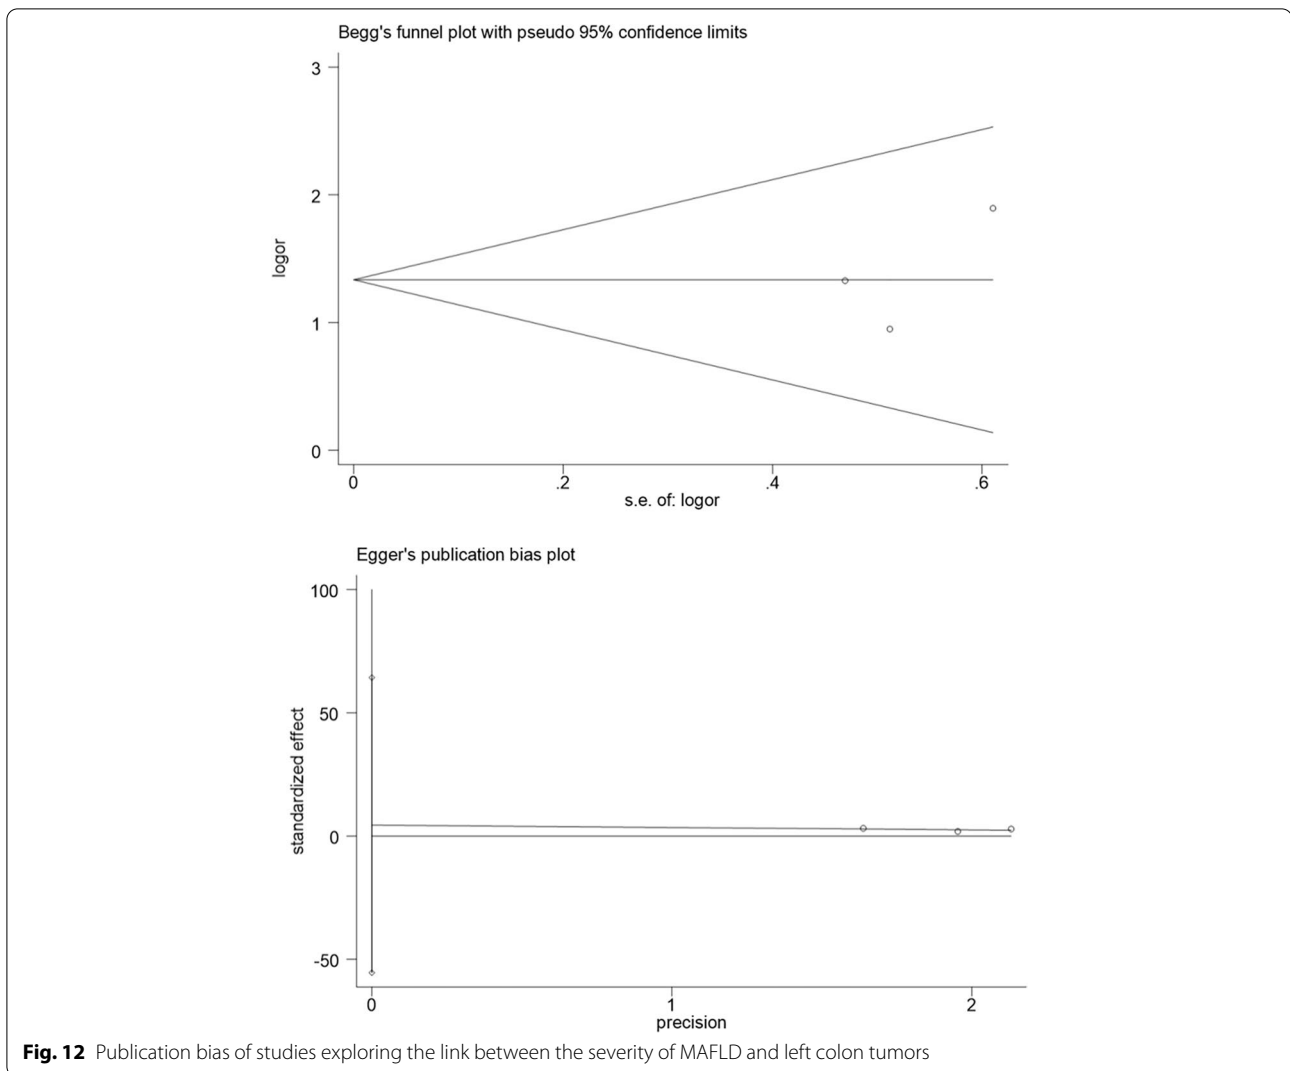 Begg's funnel plot with pseudo 95% confidence limits
3
2
1
0
logor
0 .2 .4 .6
s.e. of: logor
Egger's publication bias plot
100
50
0
-50
standardized effect
0 1 2
precision
Fig. 12 Publication bias of studies exploring the link between the severity of MAFLD and left colon tumors